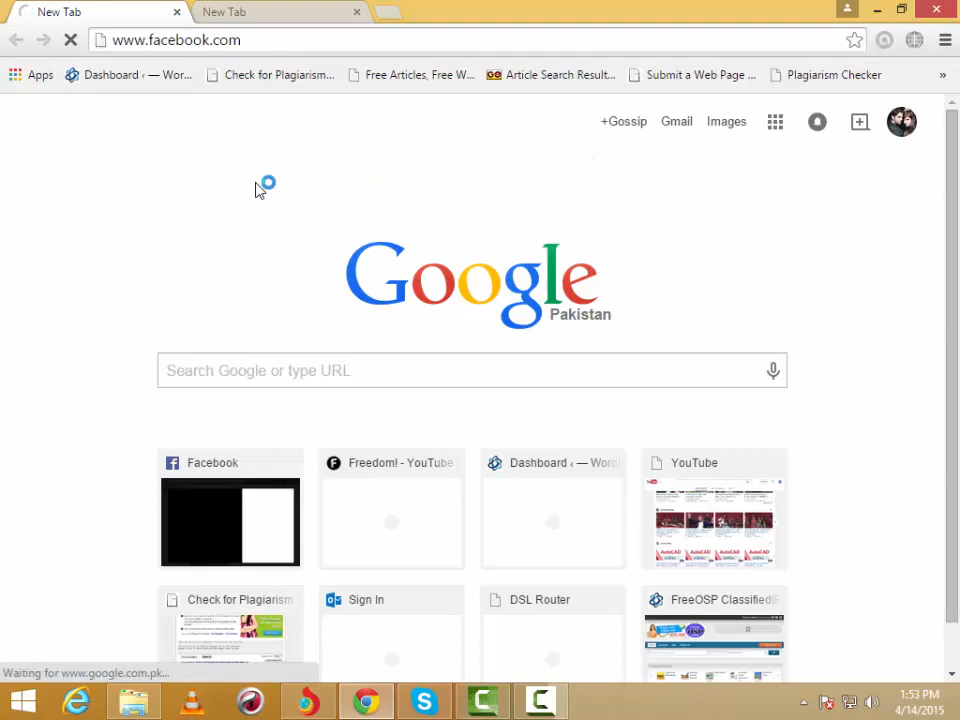 New Tab
New Tab
www.facebook.com
Apps
Dashboard ‹ — Wor...
Check for Plagiarism...
Free Articles, Free W...
GO Article Search Result...
Submit a Web Page ...
Plagiarism Checker
»
+Gossip
Gmail
Images
Google
Pakistan
Search Google or type URL
Facebook
Freedom! - YouTube
Dashboard ‹ — Word
YouTube
AutoCAD
AutoCAD
Check for Plagiarism
Sign In
DSL Router
FreeOSP Classified|F
Waiting for www.google.com.pk...
1:53 PM
4/14/2015